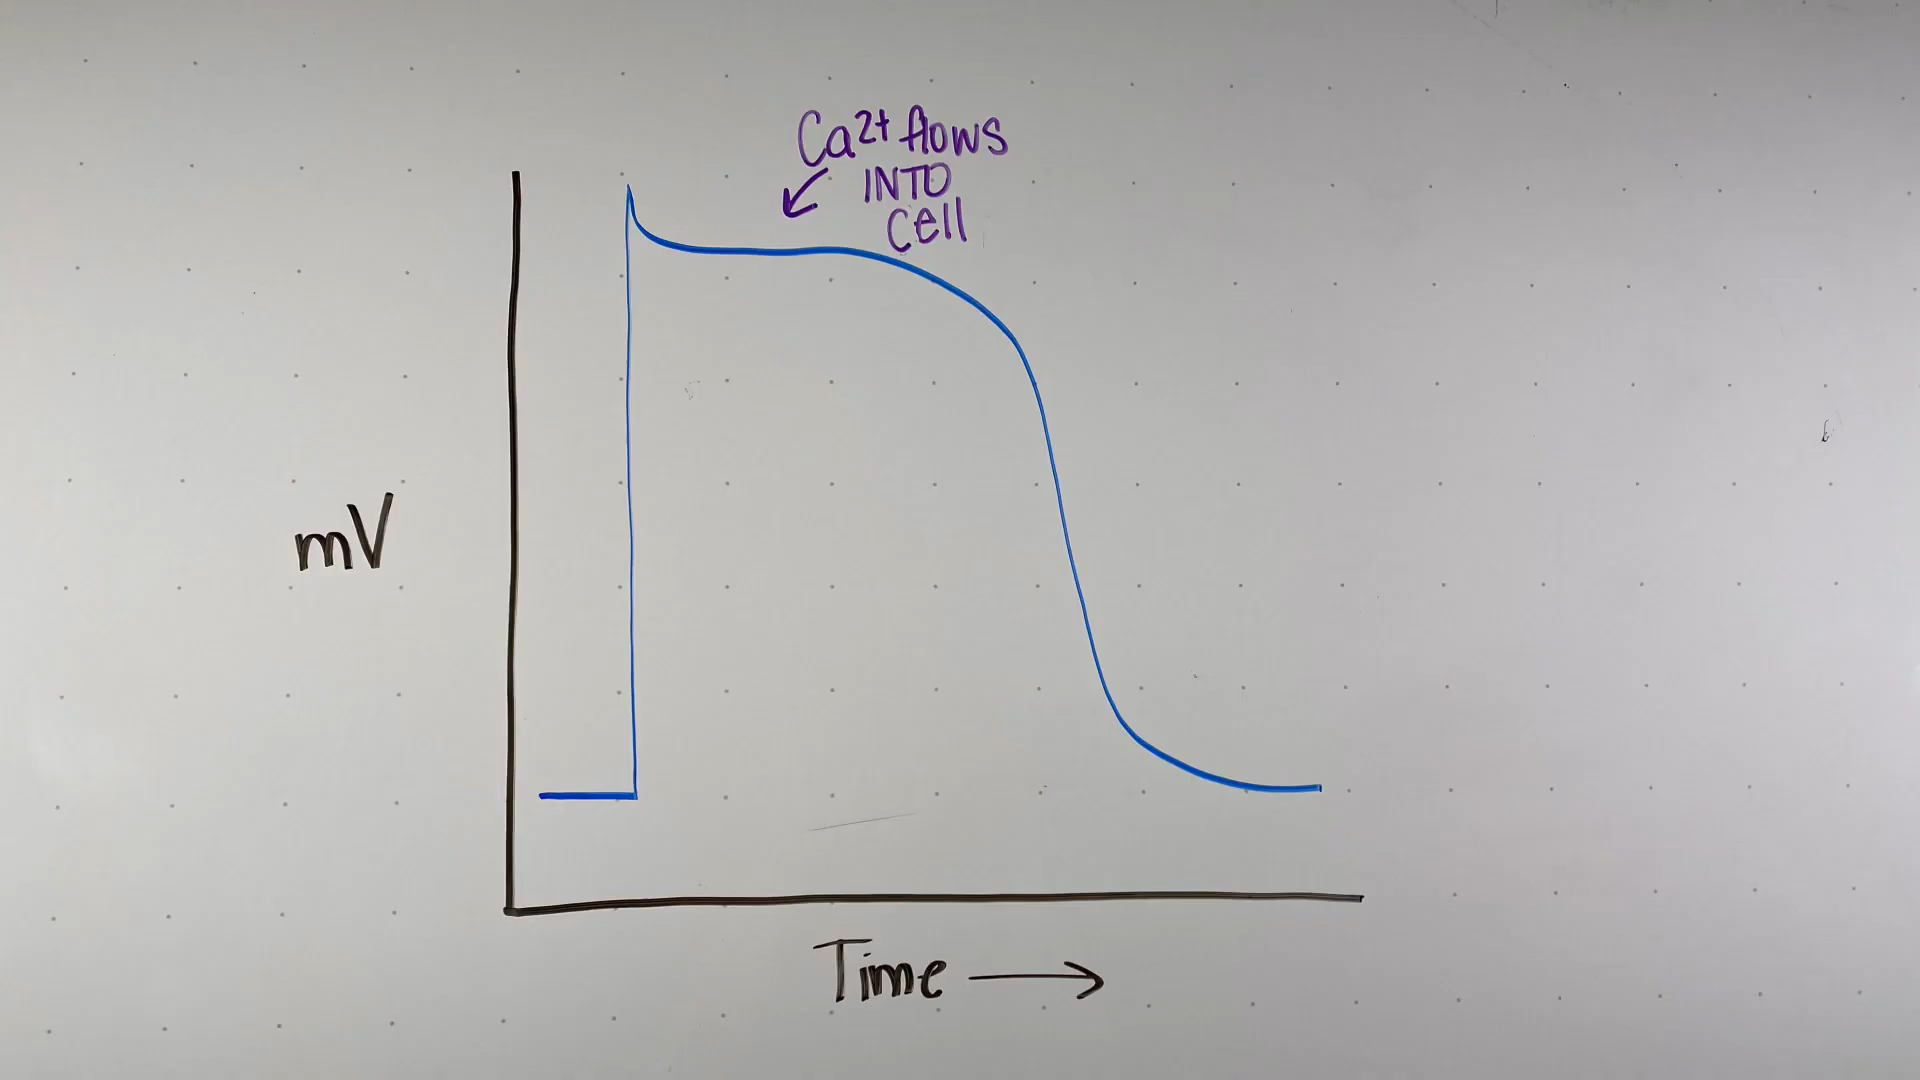 Ca2+ flows
INTO
Cell
mV
Time →